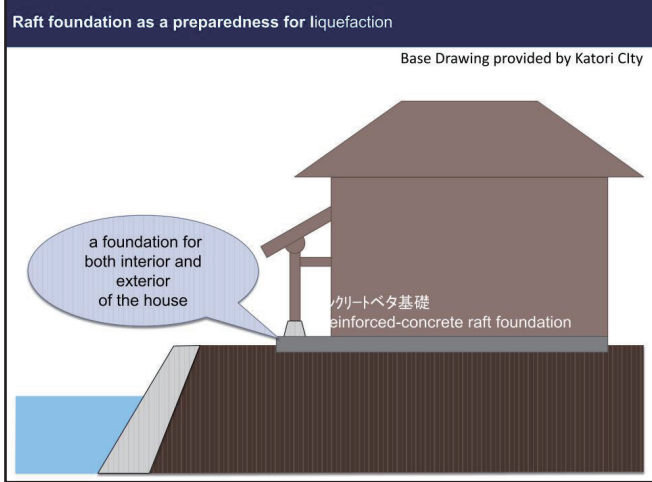 Raft foundation as a preparedness for liquefaction
Base Drawing provided by Katori CIty
a foundation for
both interior and
exterior
of the house
クリートベタ基礎
einforced-concrete raft foundation